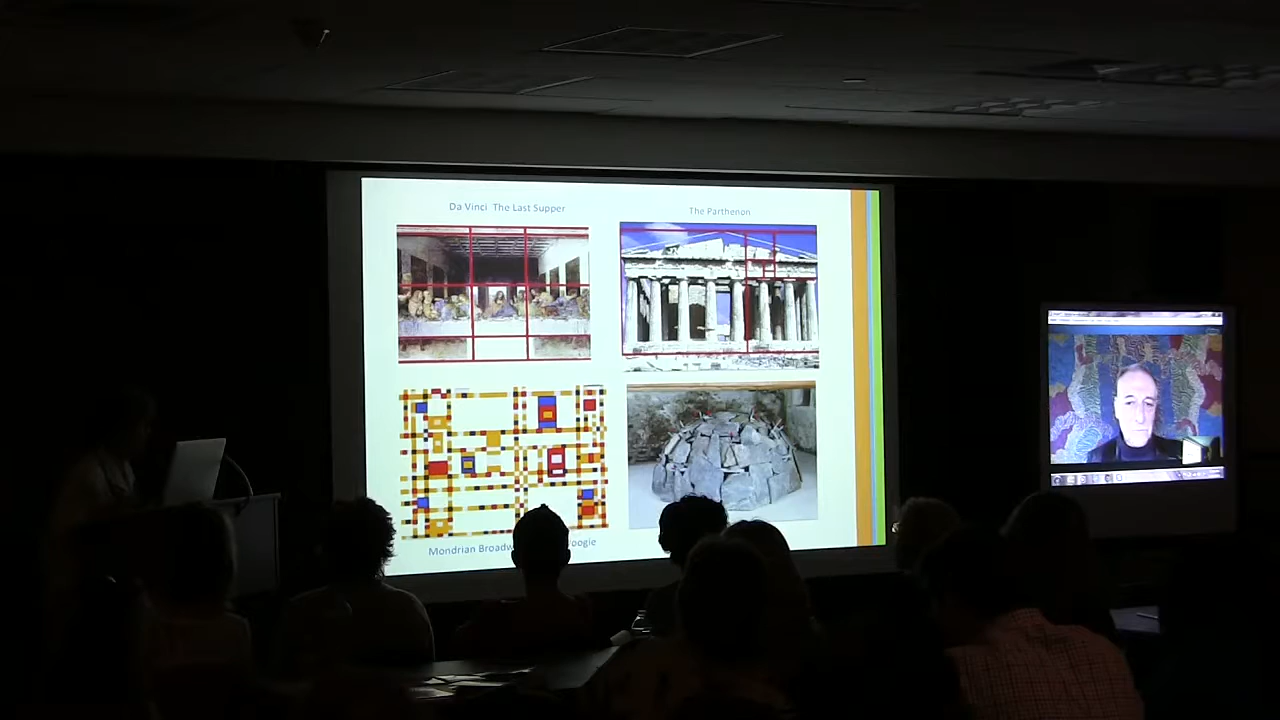 Da Vinci The Last Supper
The Parthenon
Mondrian Broadw
oogie